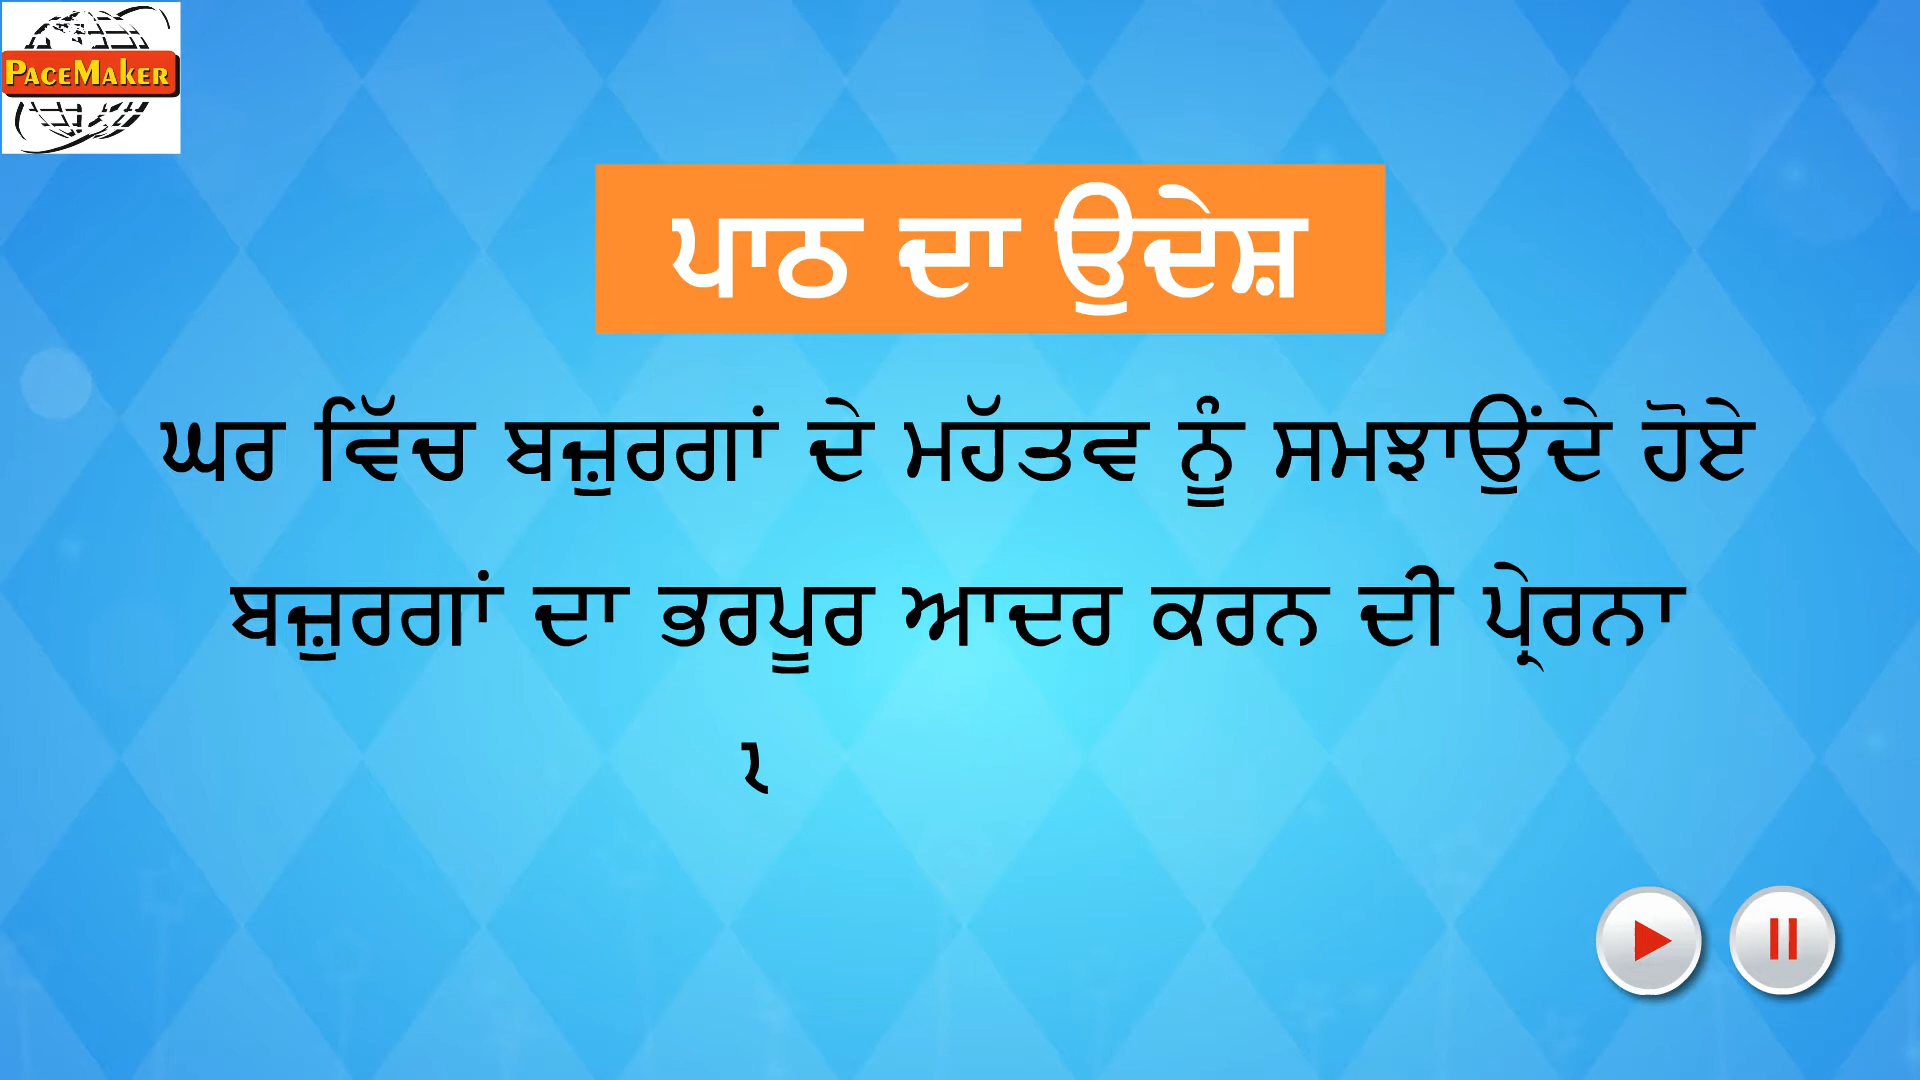 PACEMAKER
ਪਾਠ ਦਾ ਉਦੇਸ਼
ਘਰ ਵਿੱਚ ਬਜ਼ੁਰਗਾਂ ਦੇ ਮਹੱਤਵ ਨੂੰ ਸਮਝਾਉਂਦੇ ਹੋਏ
ਬਜ਼ੁਰਗਾਂ ਦਾ ਭਰਪੂਰ ਆਦਰ ਕਰਨ ਦੀ ਪ੍ਰੇਰਨਾ